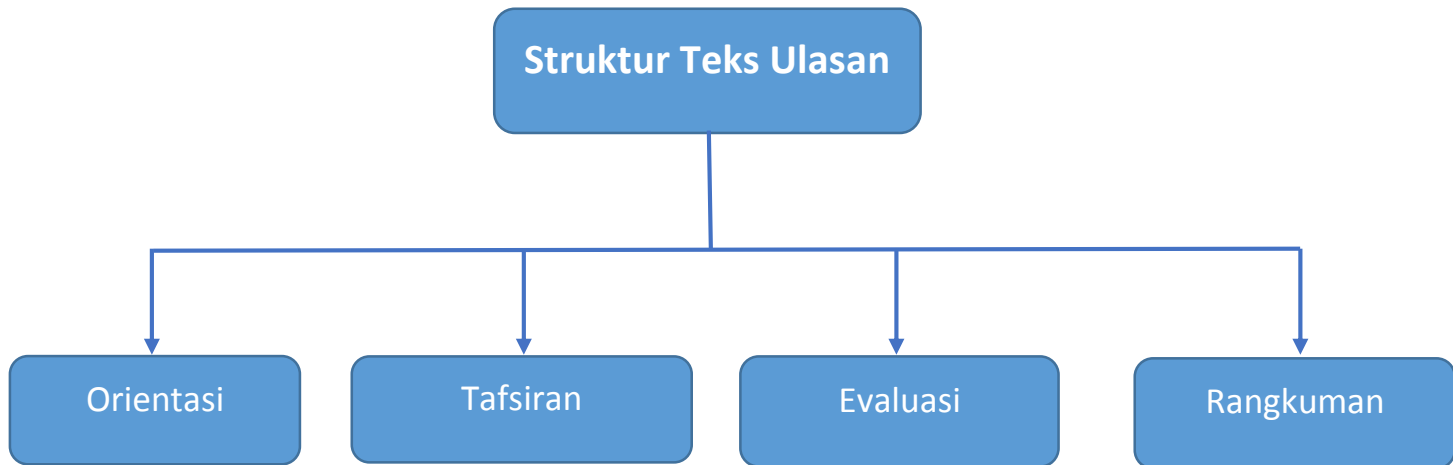 Struktur Teks Ulasan
Orientasi
Tafsiran
Evaluasi
Rangkuman